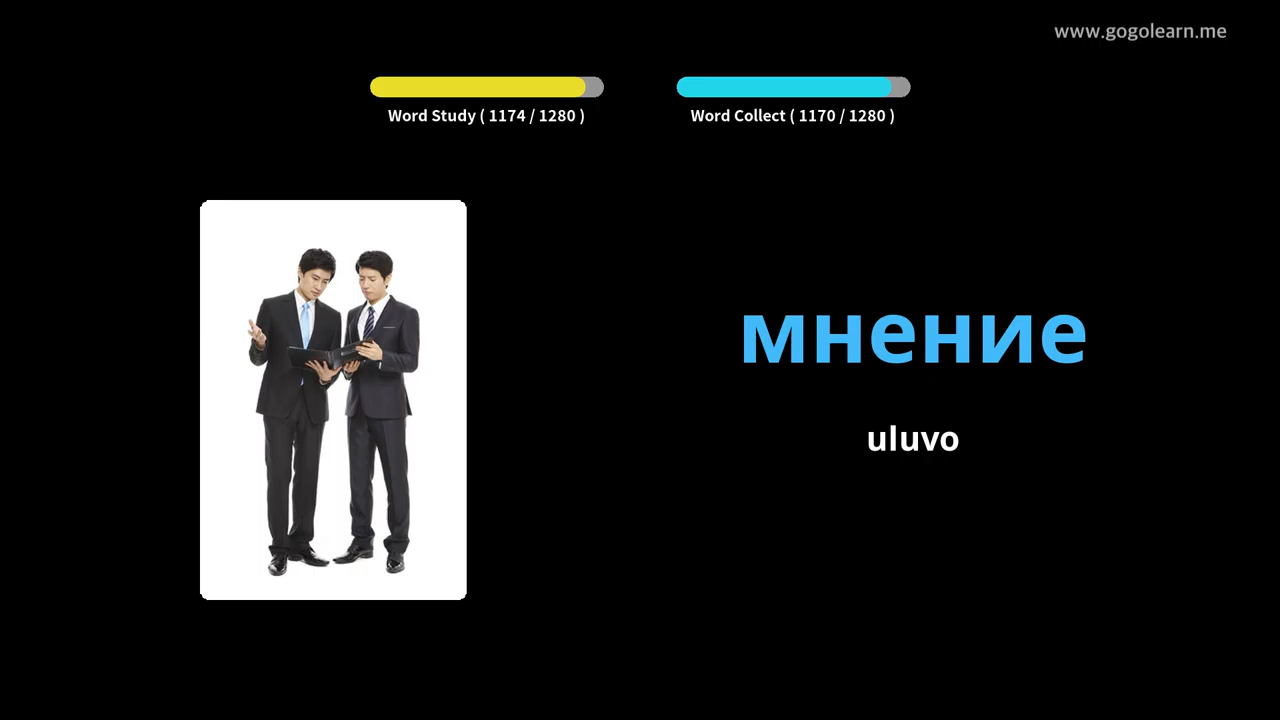 www.gogolearn.me
Word Study ( 1174 / 1280 )
Word Collect ( 1170 / 1280 )
мнение
uluvo